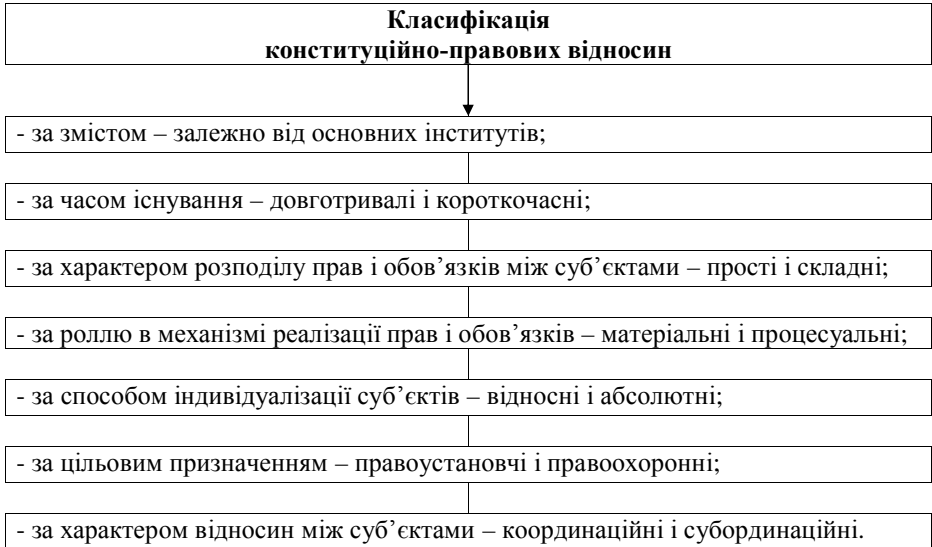 Класифікація
конституційно-правових відносин
- за змістом – залежно від основних інститутів;
- за часом існування – довготривалі і короткочасні;
- за характером розподілу прав і обов’язків між суб’єктами – прості і складні;
- за роллю в механізмі реалізації прав і обов’язків – матеріальні і процесуальні;
- за способом індивідуалізації суб’єктів – відносні і абсолютні;
- за цільовим призначенням – правоустановчі і правоохоронні;
- за характером відносин між суб’єктами – координаційні і субординаційні.